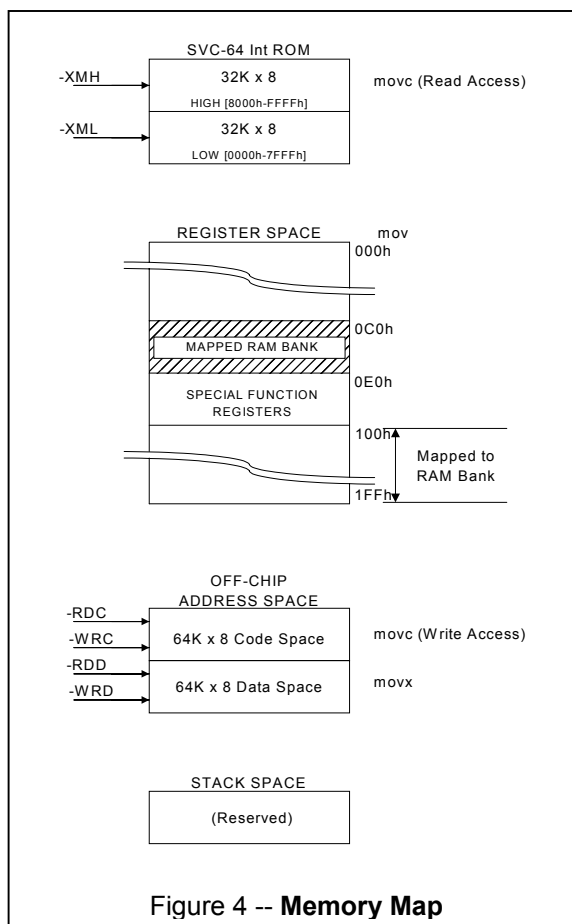 SVC-64 Int ROM
-XMH
32K x 8
movc (Read Access)
HIGH [8000h-FFFFh]
-XML
32K x 8
LOW [0000h-7FFFh]
REGISTER SPACE
mov
000h
0C0h
MAPPED RAM BANK
0E0h
SPECIAL FUNCTION
REGISTERS
100h
Mapped to
RAM Bank
1FFh
OFF-CHIP
ADDRESS SPACE
-RDC
-WRC
64K x 8 Code Space
movc (Write Access)
-RDD
64K x 8 Data Space
movx
-WRD
STACK SPACE
(Reserved)
Figure 4 -- Memory Map